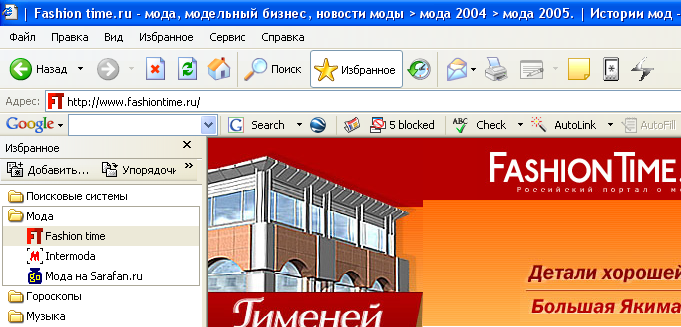 | Fashion time.ru - мода, модельный бизнес, новости моды > мода 2004 > мода 2005. | Истории мод -
Файл Правка Вид Избранное Сервис Справка
Назад Поиск Избранное
Адрес: http://www.fashiontime.ru/
Google Search 5 blocked Check AutoLink AutoFill
Избранное
Добавить... Упорядочи
Поисковые системы
Мода
Fashion time
Intermoda
Мода на Sarafan.ru
Гороскопы
Музыка
FASHIONTIME.
Российский портал о м
Детали хорошей
Большая Якима
Гименей